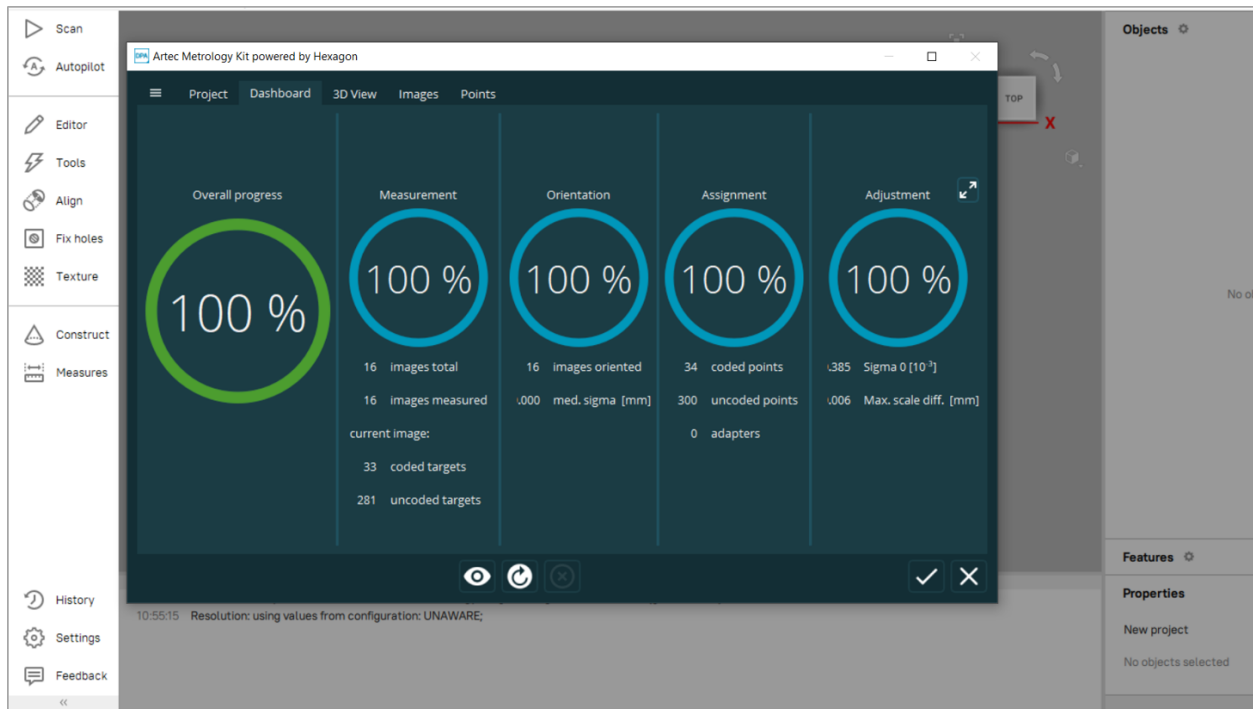 Scan
Autopilot
Editor
Tools
Align
Fix holes
Texture
Construct
Measures
History
Settings
Feedback
«
DPA Artec Metrology Kit powered by Hexagon
Project Dashboard 3D View Images Points
Overall progress
100 %
Measurement
100 %
16 images total
16 images measured
current image:
33 coded targets
281 uncoded targets
Orientation
100 %
16 images oriented
.000 med. sigma [mm]
Assignment
100 %
34 coded points
300 uncoded points
0 adapters
Adjustment
100 %
.385 Sigma 0 [10⁻³]
.006 Max. scale diff. [mm]
10:55:15 Resolution: using values from configuration: UNAWARE;
TOP
X
Objects
No
Features
Properties
New project
No objects selected